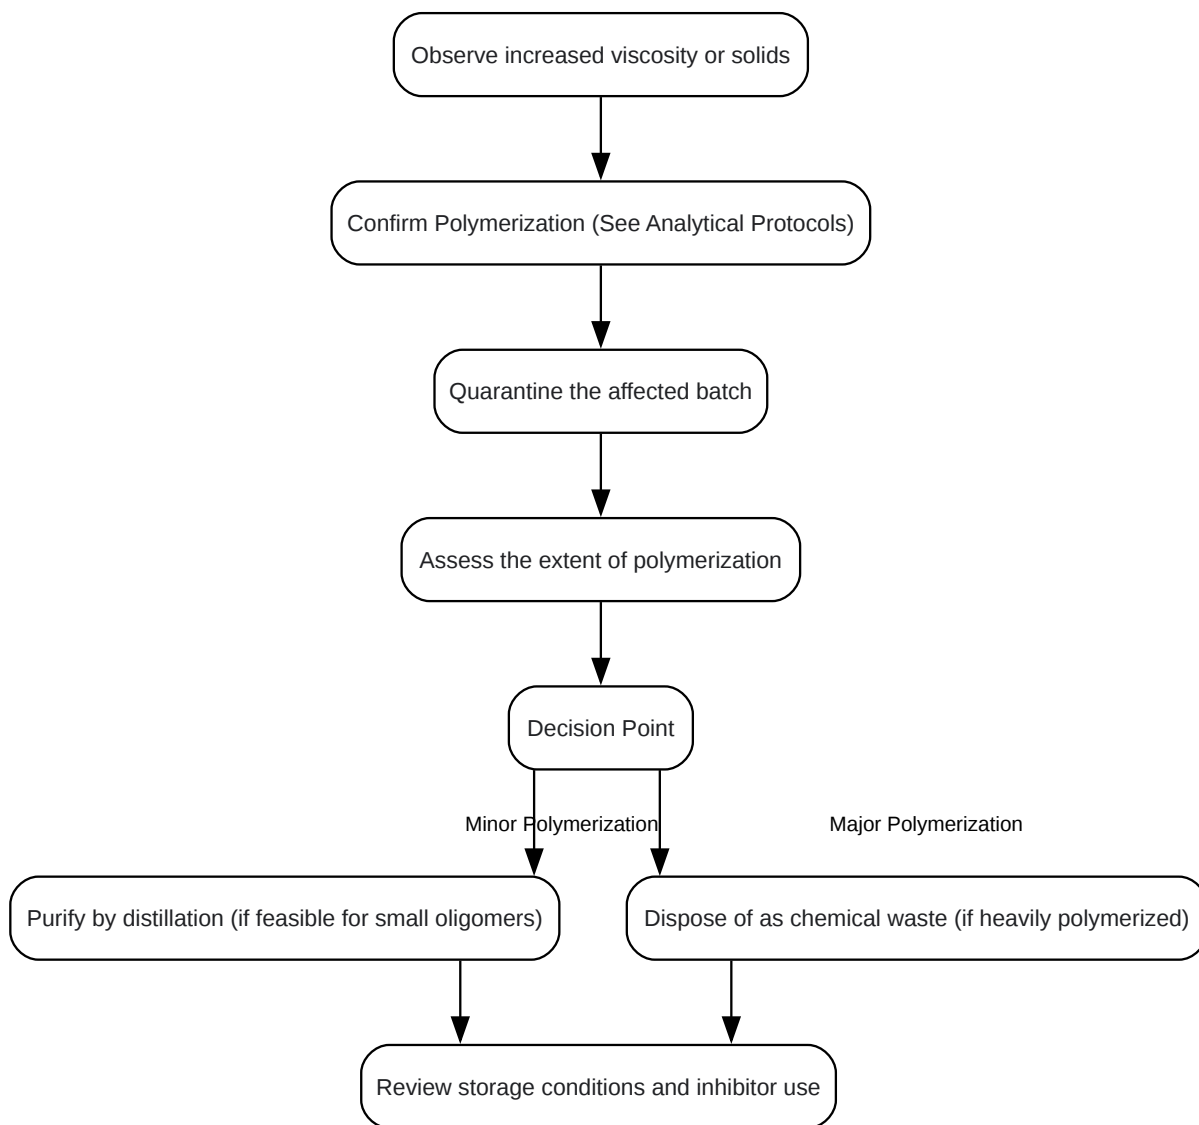 Observe increased viscosity or solids
Confirm Polymerization (See Analytical Protocols)
Quarantine the affected batch
Assess the extent of polymerization
Decision Point
Minor Polymerization
Major Polymerization
Purify by distillation (if feasible for small oligomers)
Dispose of as chemical waste (if heavily polymerized)
Review storage conditions and inhibitor use